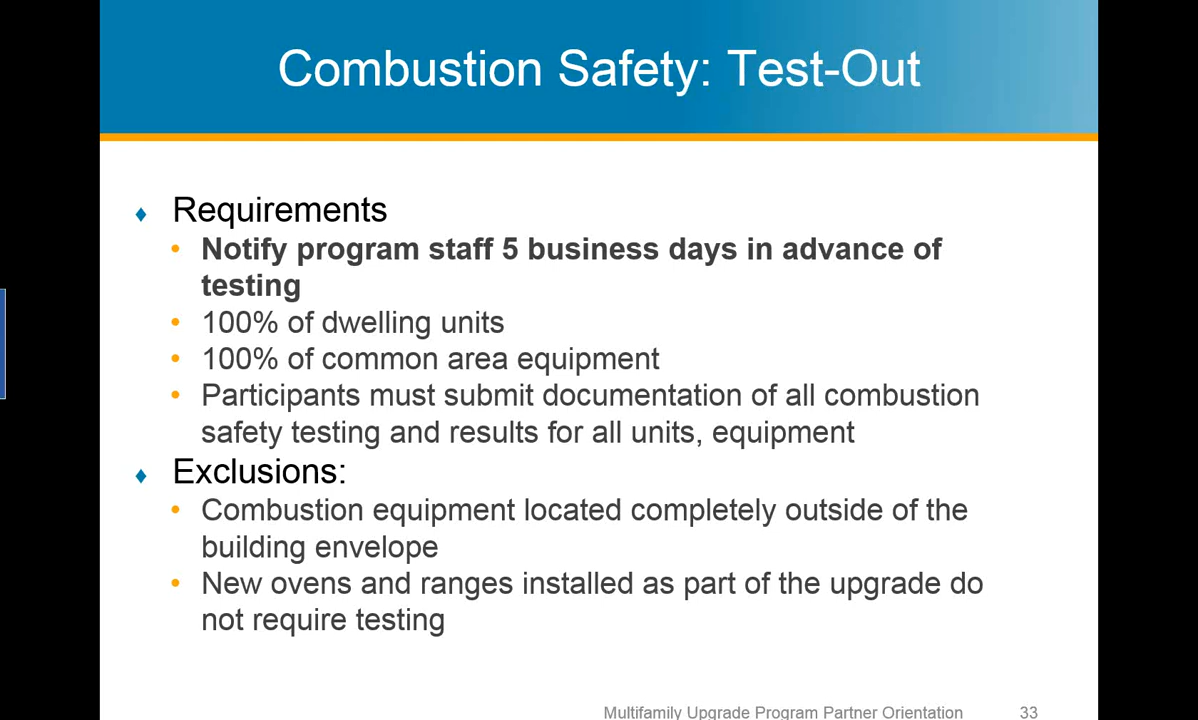 Combustion Safety: Test-Out
♦ Requirements
• Notify program staff 5 business days in advance of
testing
• 100% of dwelling units
• 100% of common area equipment
• Participants must submit documentation of all combustion
safety testing and results for all units, equipment
♦ Exclusions:
• Combustion equipment located completely outside of the
building envelope
• New ovens and ranges installed as part of the upgrade do
not require testing
Multifamily Upgrade Program Partner Orientation 33